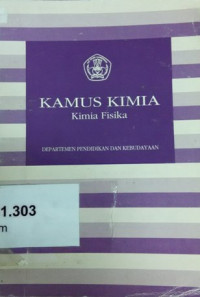 KAMUS KIMIA
Kimia Fisika
DEPARTEMEN PENDIDIKAN DAN KEBUDAYAAN
1.303
m